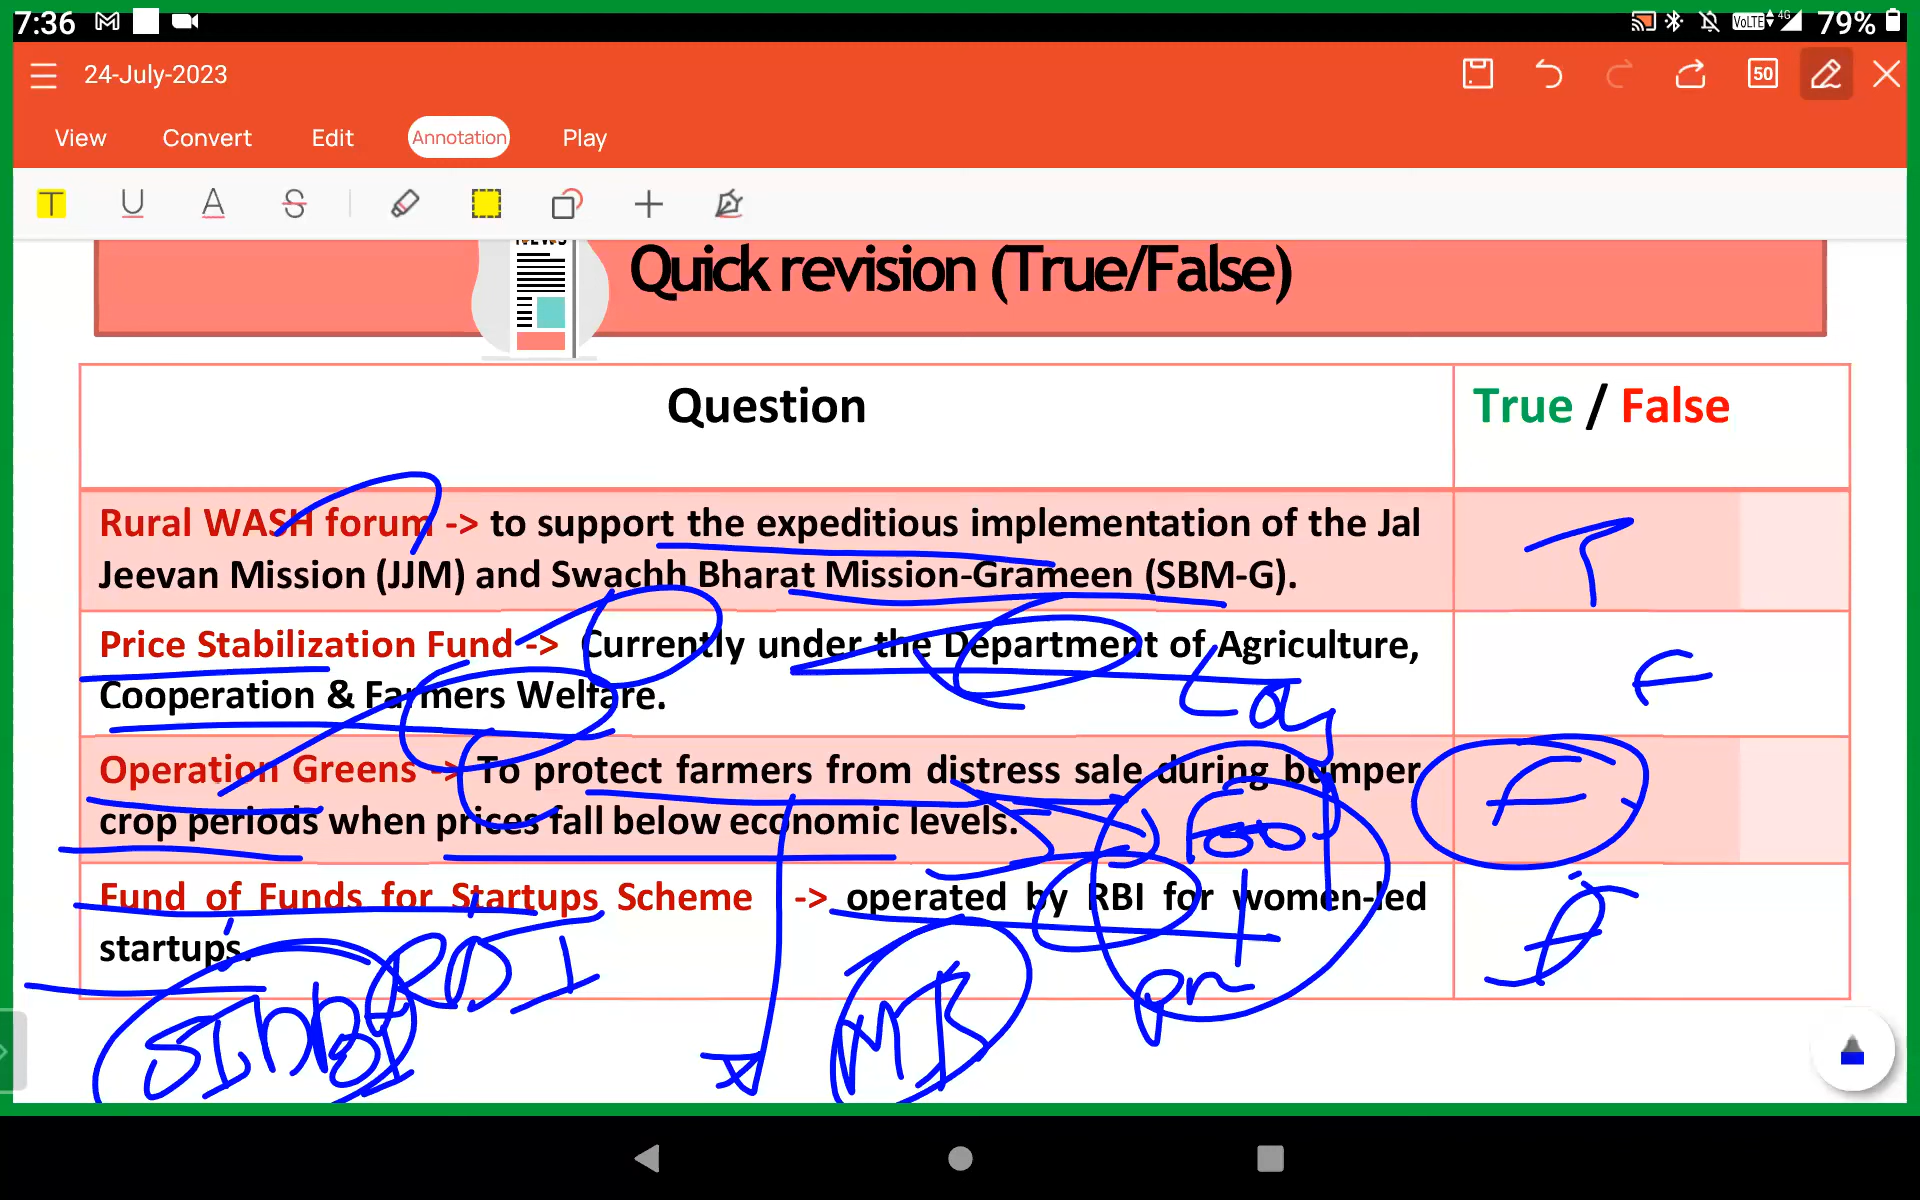 7:36 VoLTE 4G 79%
24-July-2023 50
View Convert Edit Annotation Play
T U A S
NEWS
Quick revision (True/False)
Question True / False
Rural WASH forum -> to support the expeditious implementation of the Jal
Jeevan Mission (JJM) and Swachh Bharat Mission-Grameen (SBM-G).
T
Price Stabilization Fund -> Currently under the Department of Agriculture,
Cooperation & Farmers Welfare.
F
Operation Greens -> To protect farmers from distress sale during bumper
crop periods when prices fall below economic levels.
F
Fund of Funds for Startups Scheme -> operated by RBI for women-led
startups.
F